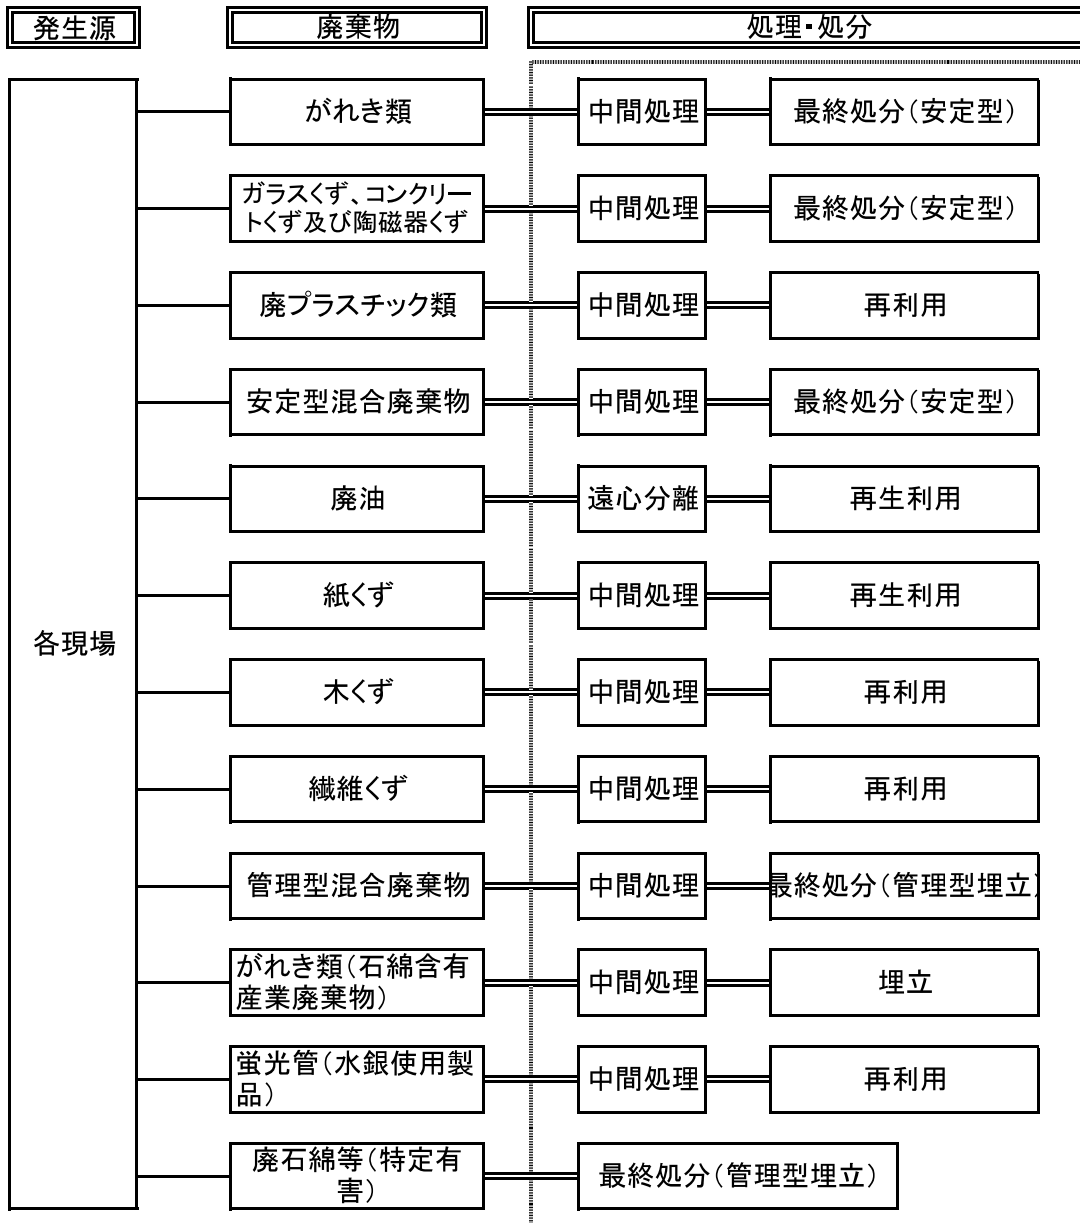 発生源
廃棄物
処理・処分
各現場
がれき類
中間処理
最終処分（安定型）
ガラスくず、コンクリー
トくず及び陶磁器くず
中間処理
最終処分（安定型）
廃プラスチック類
中間処理
再利用
安定型混合廃棄物
中間処理
最終処分（安定型）
廃油
遠心分離
再生利用
紙くず
中間処理
再生利用
木くず
中間処理
再利用
繊維くず
中間処理
再利用
管理型混合廃棄物
中間処理
最終処分（管理型埋立）
がれき類（石綿含有
産業廃棄物）
中間処理
埋立
蛍光管（水銀使用製
品）
中間処理
再利用
廃石綿等（特定有
害）
最終処分（管理型埋立）